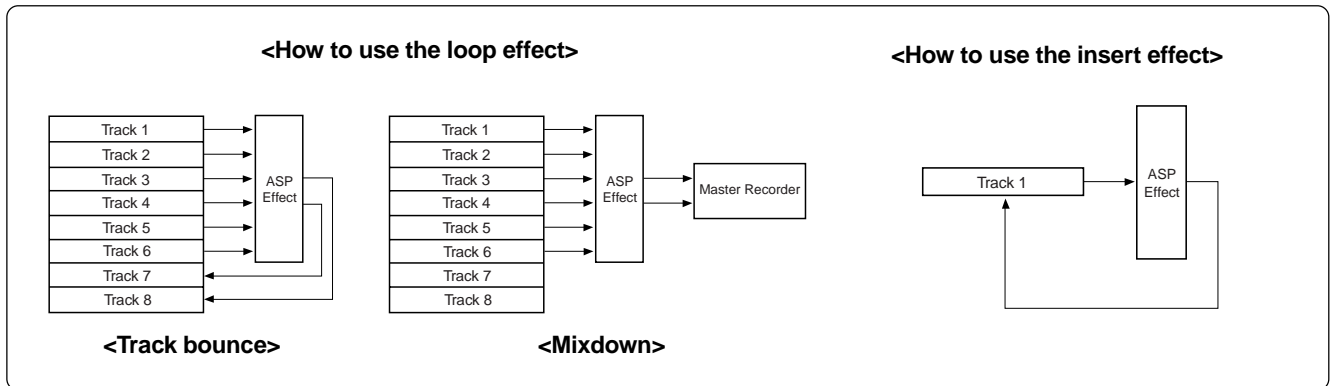 <How to use the loop effect>
<How to use the insert effect>
Track 1
Track 2
Track 3
Track 4
Track 5
Track 6
Track 7
Track 8
ASP
Effect
<Track bounce>
Track 1
Track 2
Track 3
Track 4
Track 5
Track 6
Track 7
Track 8
ASP
Effect
Master Recorder
<Mixdown>
Track 1
ASP
Effect